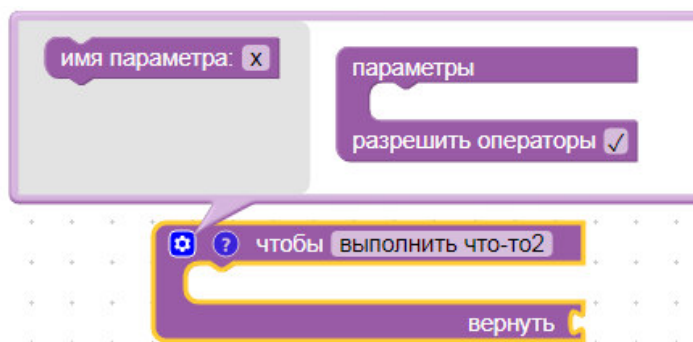 имя параметра: x
параметры
разрешить операторы ✓
? чтобы выполнить что-то2
вернуть